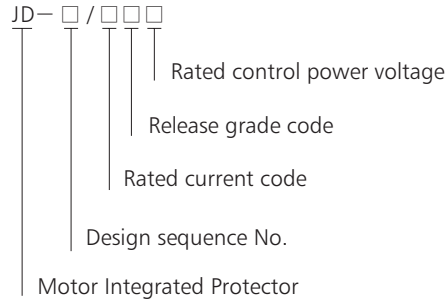 JD－□/□□□
Rated control power voltage
Release grade code
Rated current code
Design sequence No.
Motor Integrated Protector